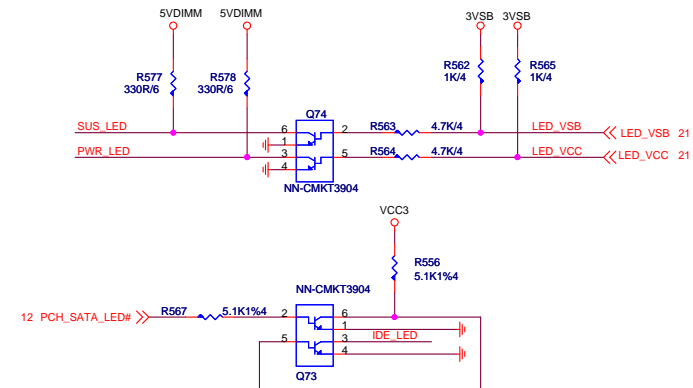 5VDIMM 5VDIMM 3VSB 3VSB
R577 330R/6
R578 330R/6
R562 1K/4
R565 1K/4
Q74
SUS_LED 6 2 R563 4.7K/4 LED_VSB LED_VSB 21
1
PWR_LED 3 5 R564 4.7K/4 LED_VCC LED_VCC 21
4
NN-CMKT3904
VCC3
R556
5.1K1%4
NN-CMKT3904
12 PCH_SATA_LED# R567 5.1K1%4 2 6
1
5 3 IDE_LED
4
Q73